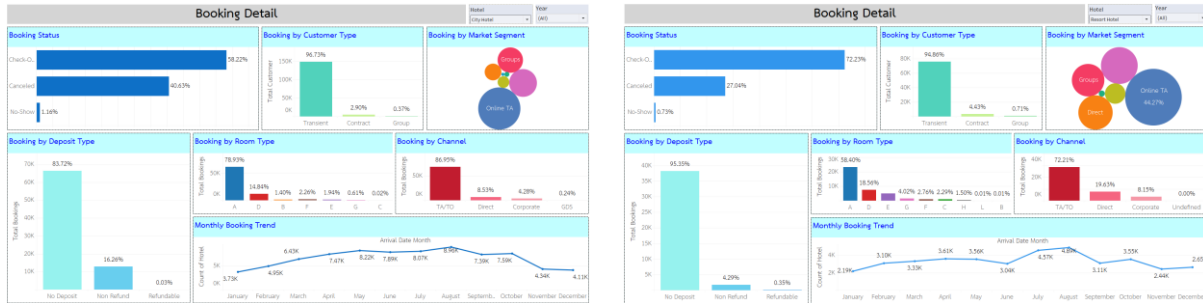 Booking Detail
Hotel
City Hotel
Year
(All)
Booking Status
Check-O..
58.22%
Canceled
40.63%
No-Show
1.16%
Booking by Customer Type
Total Customer
150K
100K
50K
0K
96.73%
2.90%
0.37%
Transient
Contract
Group
Booking by Market Segment
Groups
Online TA
Booking by Deposit Type
Total Bookings
70K
60K
50K
40K
30K
20K
10K
83.72%
16.26%
0.03%
No Deposit
Non Refund
Refundable
Booking by Room Type
Total Bookings
50K
0K
78.93%
14.84%
1.40%
2.26%
1.94%
0.61%
0.02%
A
D
B
F
E
G
C
Booking by Channel
Total Bookings
50K
0K
86.95%
8.53%
4.28%
0.24%
TA/TO
Direct
Corporate
GDS
Monthly Booking Trend
Arrival Date Month
Count of Hotel
5K
0K
3.73K
4.95K
6.43K
7.47K
8.22K
7.89K
8.07K
8.96K
7.39K
7.59K
4.34K
4.11K
January
February
March
April
May
June
July
August
Septemb..
October
November
December
Booking Detail
Hotel
Resort Hotel
Year
(All)
Booking Status
Check-O..
72.23%
Canceled
27.04%
No-Show
0.73%
Booking by Customer Type
Total Customer
80K
60K
40K
20K
94.86%
4.43%
0.71%
Transient
Contract
Group
Booking by Market Segment
Groups
Direct
Online TA
44.27%
Booking by Deposit Type
Total Bookings
40K
35K
30K
25K
20K
15K
10K
5K
95.35%
4.29%
0.35%
No Deposit
Non Refund
Refundable
Booking by Room Type
Total Bookings
30K
20K
10K
0K
58.40%
18.56%
4.02%
2.76%
2.29%
1.50%
0.01%
0.01%
A
D
E
G
F
C
H
L
B
Booking by Channel
Total Bookings
40K
20K
0K
72.21%
19.63%
8.15%
0.00%
TA/TO
Direct
Corporate
Undefined
Monthly Booking Trend
Arrival Date Month
Count of Hotel
4K
2K
2.19K
3.10K
3.33K
3.61K
3.56K
3.04K
4.57K
4.89K
3.11K
3.55K
2.44K
January
February
March
April
May
June
July
August
September
October
November
December